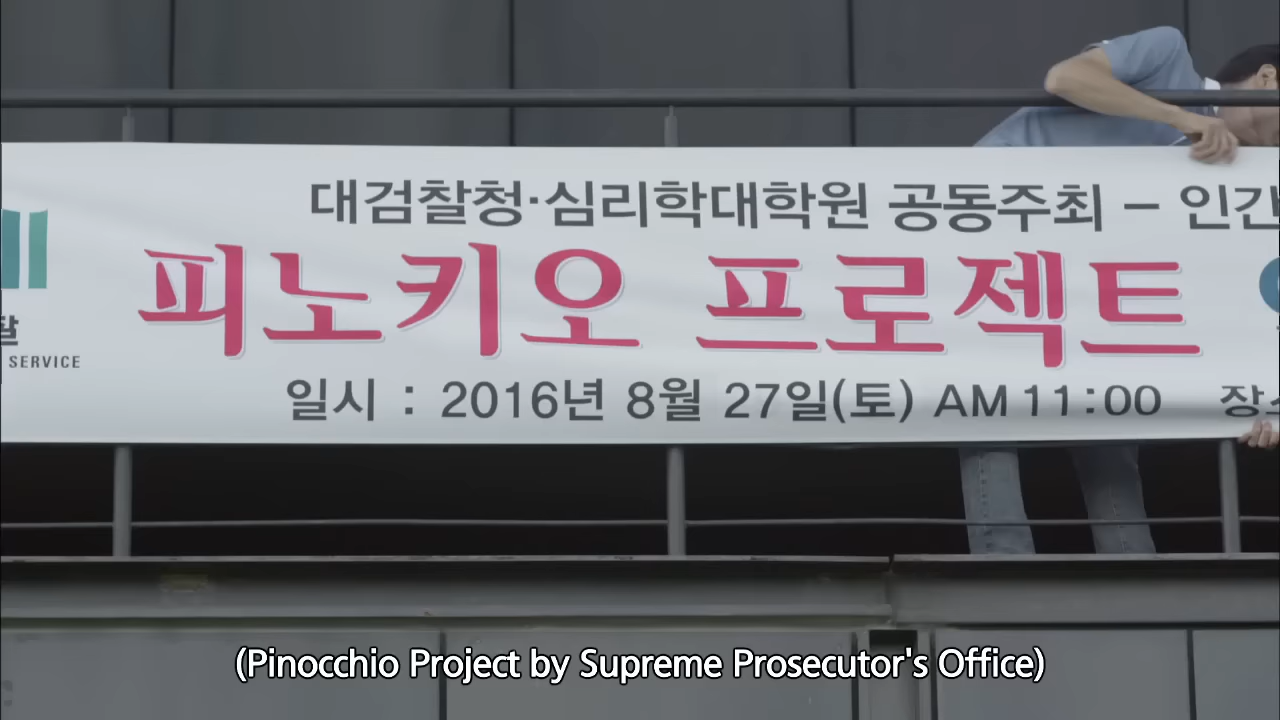 대검찰청·심리학대학원 공동주최 - 인간
피노키오 프로젝트
SERVICE
일시 : 2016년 8월 27일(토) AM 11:00
(Pinocchio Project by Supreme Prosecutor's Office)